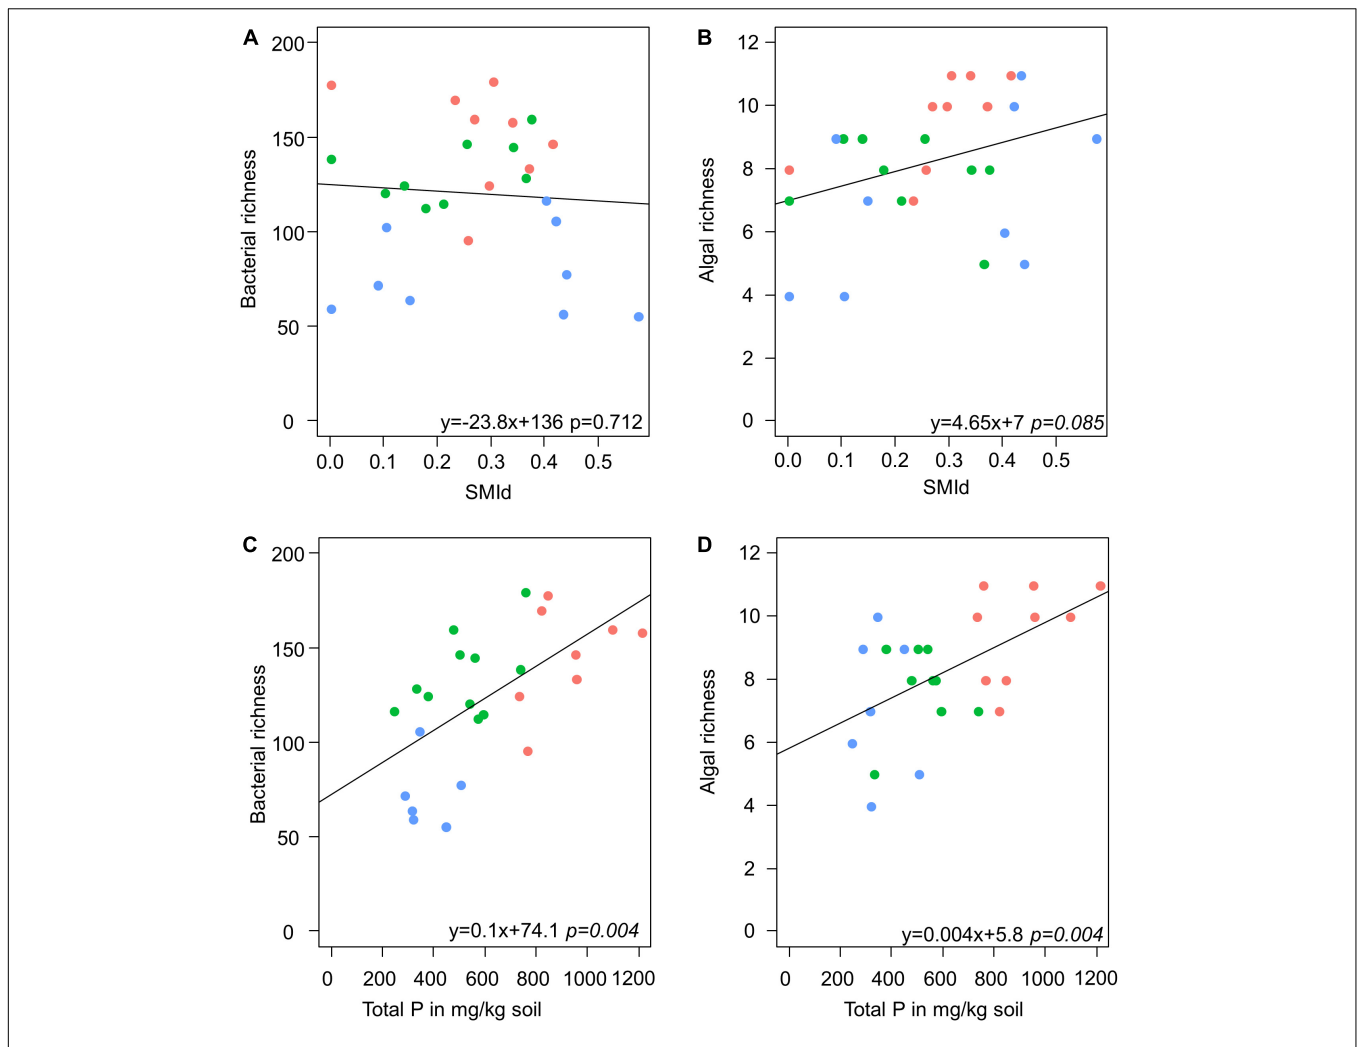 A
200
150
100
50
0
Bacterial richness
y=-23.8x+136 p=0.712
0.0 0.1 0.2 0.3 0.4 0.5
SMId
B
12
10
8
6
4
2
0
Algal richness
y=4.65x+7 p=0.085
0.0 0.1 0.2 0.3 0.4 0.5
SMId
C
200
150
100
50
0
Bacterial richness
y=0.1x+74.1 p=0.004
0 200 400 600 800 1000 1200
Total P in mg/kg soil
D
12
10
8
6
4
2
0
Algal richness
y=0.004x+5.8 p=0.004
0 200 400 600 800 1000 1200
Total P in mg/kg soil